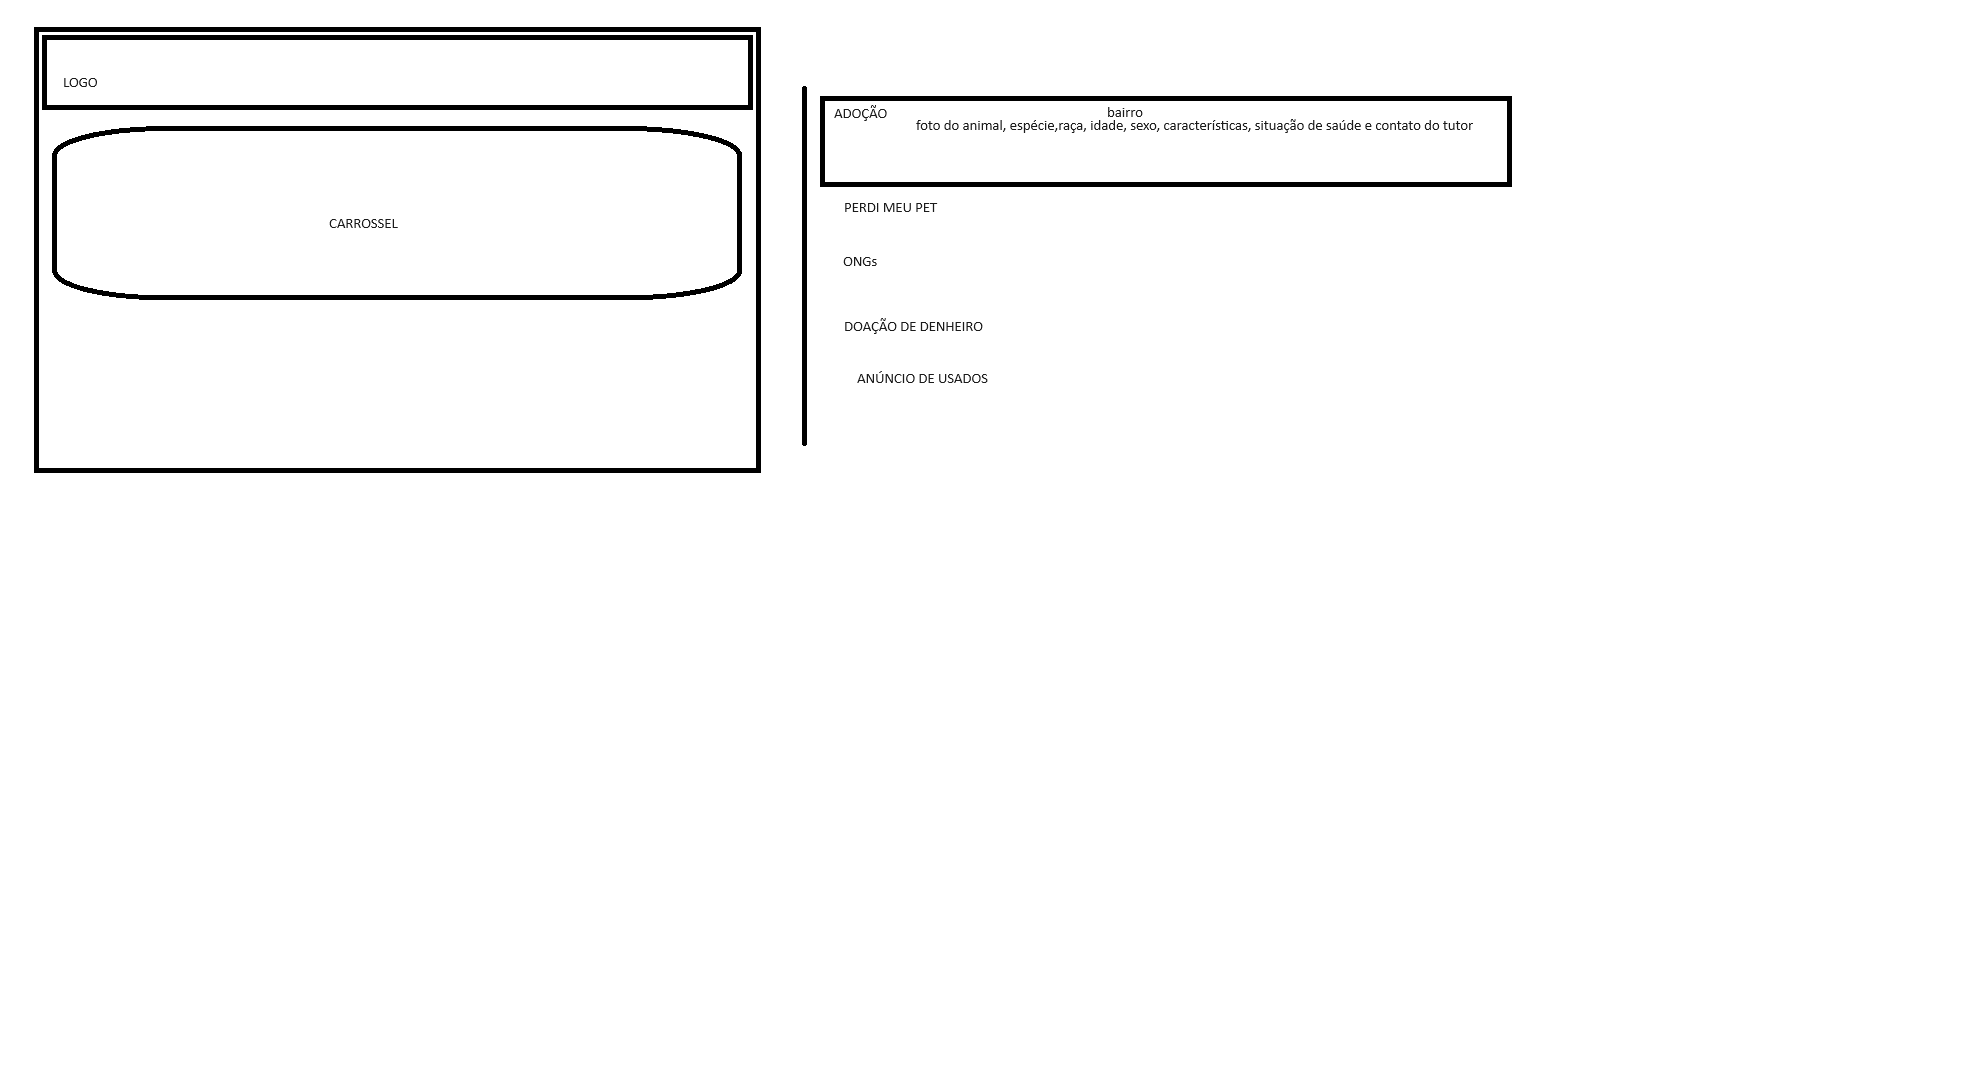 LOGO
CARROSSEL
ADOÇÃO
bairro
foto do animal, espécie,raça, idade, sexo, características, situação de saúde e contato do tutor
PERDI MEU PET
ONGs
DOAÇÃO DE DENHEIRO
ANÚNCIO DE USADOS